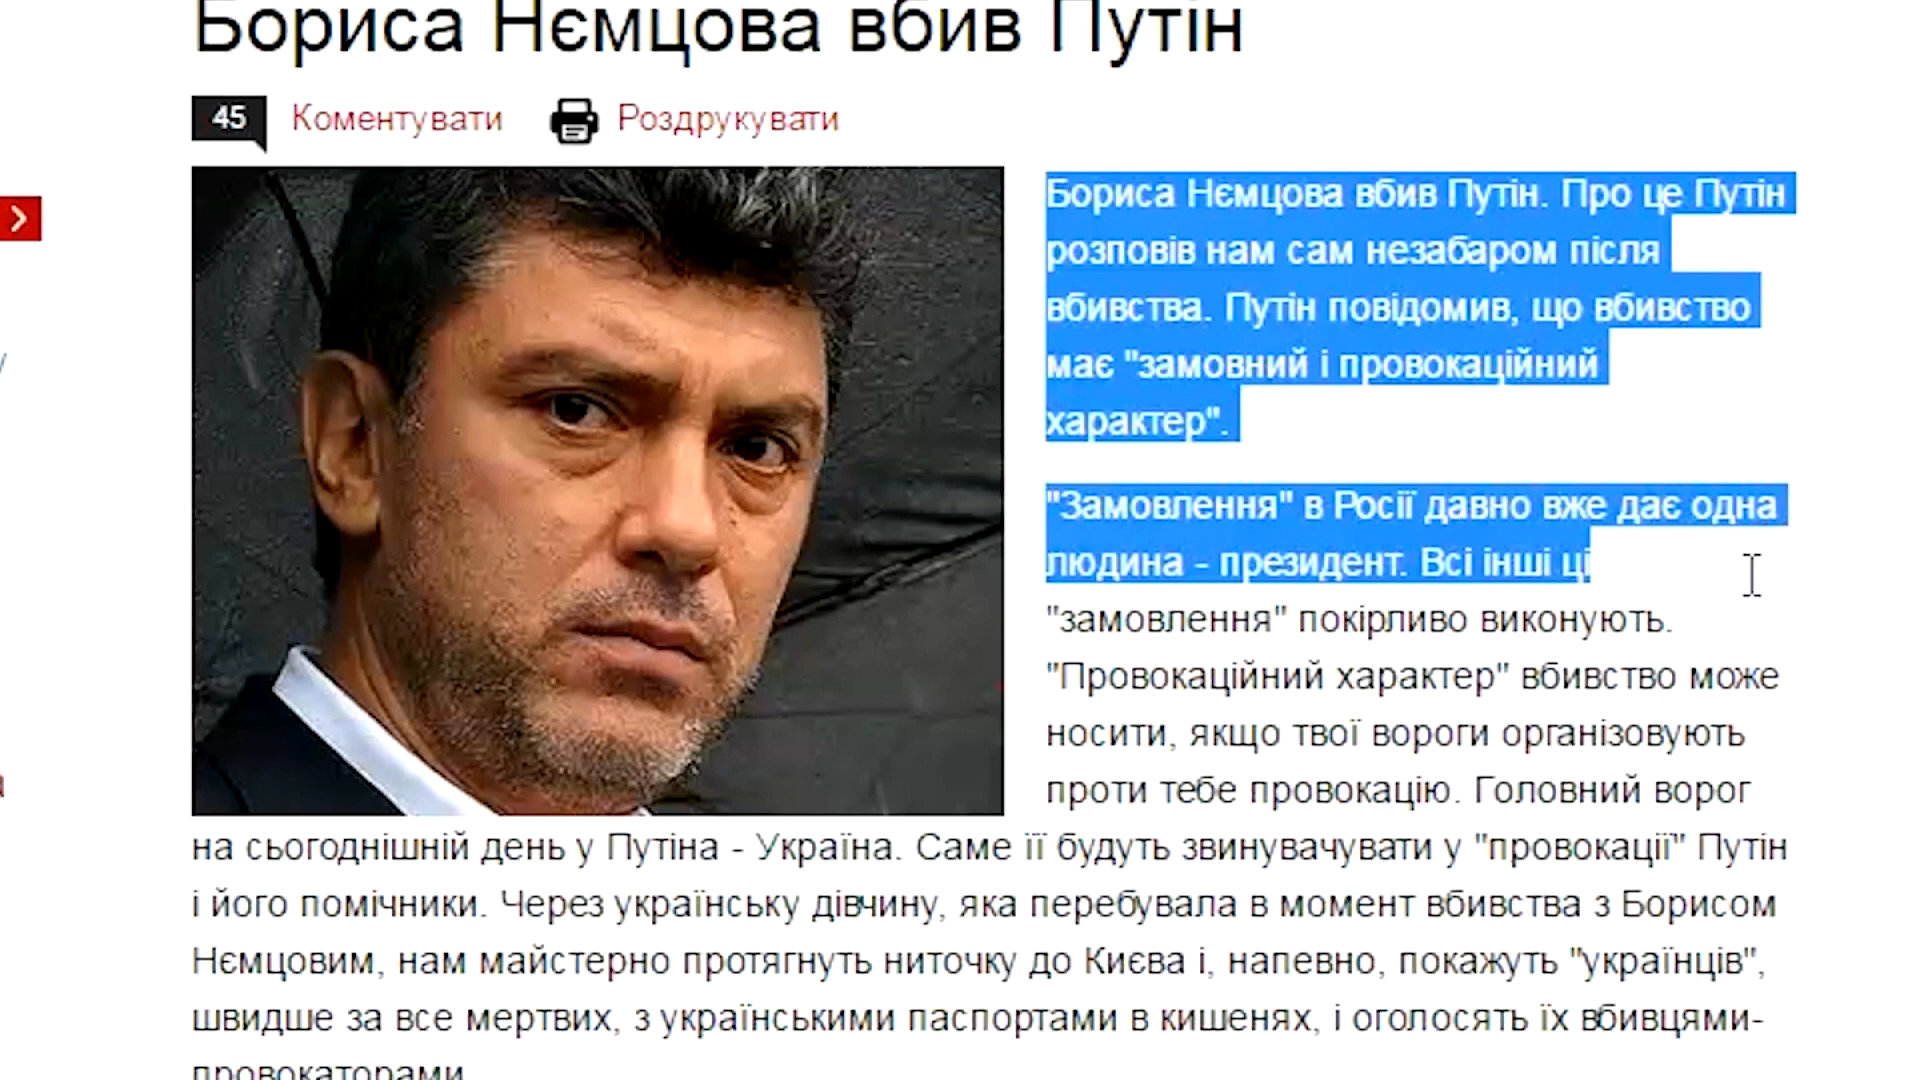 Бориса Нємцова вбив Путін
45 Коментувати Роздрукувати
Бориса Нємцова вбив Путін. Про це Путін
розповів нам сам незабаром після
вбивства. Путін повідомив, що вбивство
має "замовний і провокаційний
характер".
"Замовлення" в Росії давно вже дає одна
людина - президент. Всі інші ці
"замовлення" покірливо виконують.
"Провокаційний характер" вбивство може
носити, якщо твої вороги організовують
проти тебе провокацію. Головний ворог
на сьогоднішній день у Путіна - Україна. Саме її будуть звинувачувати у "провокації" Путін
і його помічники. Через українську дівчину, яка перебувала в момент вбивства з Борисом
Нємцовим, нам майстерно протягнуть ниточку до Києва і, напевно, покажуть "українців",
швидше за все мертвих, з українськими паспортами в кишенях, і оголосять їх вбивцями-
провокаторами